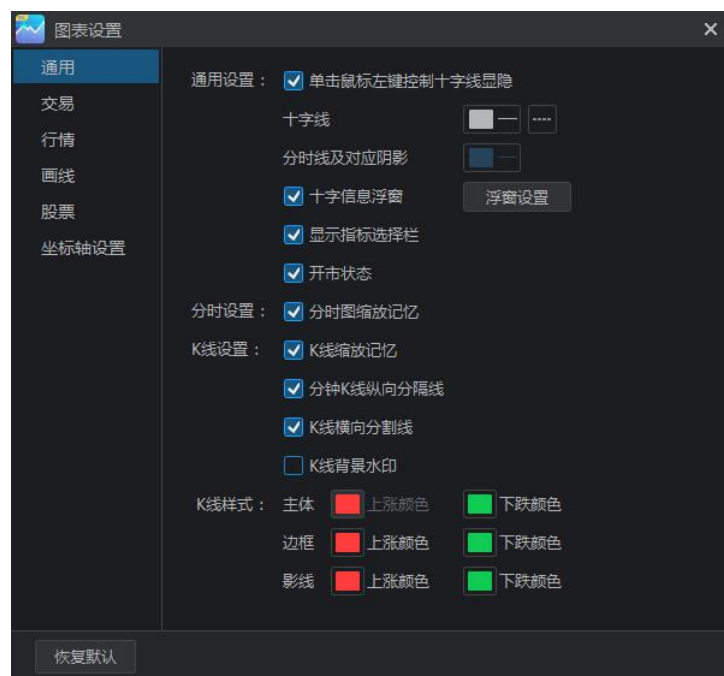 图表设置
通用
交易
行情
画线
股票
坐标轴设置
通用设置： 单击鼠标左键控制十字线显隐
十字线
分时线及对应阴影
十字信息浮窗 浮窗设置
显示指标选择栏
开市状态
分时设置： 分时图缩放记忆
K线设置： K线缩放记忆
分钟K线纵向分隔线
K线横向分割线
K线背景水印
K线样式： 主体 上涨颜色 下跌颜色
边框 上涨颜色 下跌颜色
影线 上涨颜色 下跌颜色
恢复默认